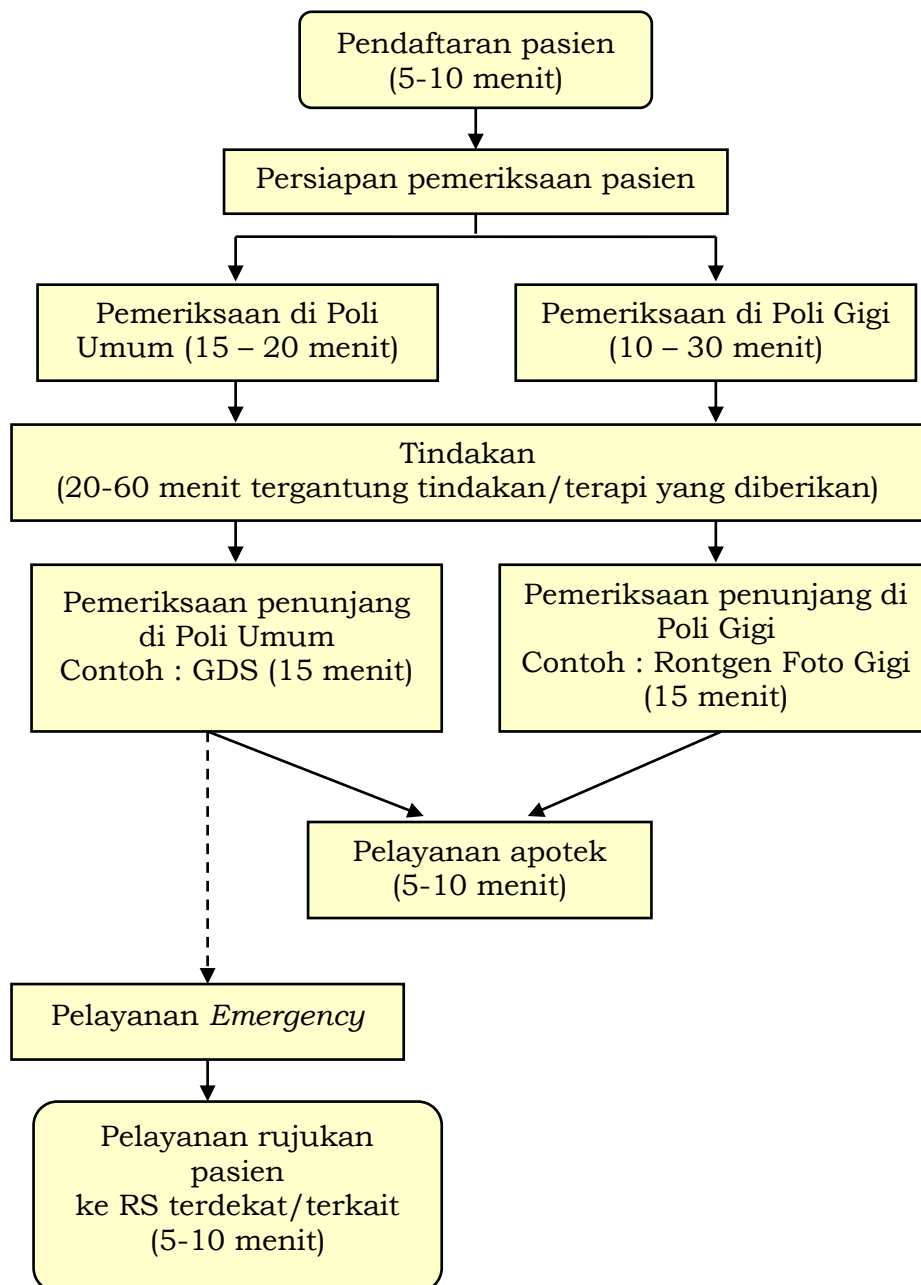 Pendaftaran pasien
(5-10 menit)
Persiapan pemeriksaan pasien
Pemeriksaan di Poli
Umum (15 – 20 menit)
Pemeriksaan di Poli Gigi
(10 – 30 menit)
Tindakan
(20-60 menit tergantung tindakan/terapi yang diberikan)
Pemeriksaan penunjang
di Poli Umum
Contoh : GDS (15 menit)
Pemeriksaan penunjang di
Poli Gigi
Contoh : Rontgen Foto Gigi
(15 menit)
Pelayanan apotek
(5-10 menit)
Pelayanan Emergency
Pelayanan rujukan
pasien
ke RS terdekat/terkait
(5-10 menit)